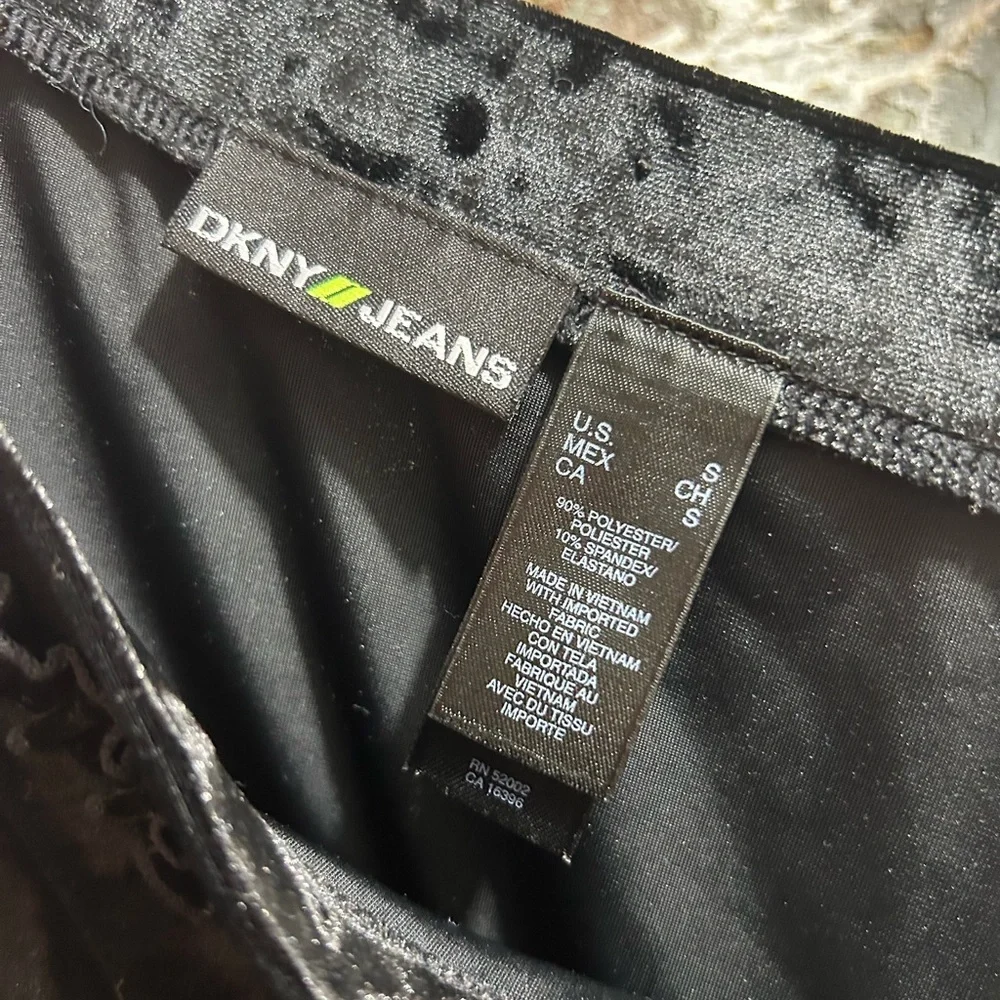 DKNY///JEANS
U.S. S
MEX CH
CA S
90% POLYESTER/
POLIESTER
10% SPANDEX/
ELASTANO
MADE IN VIETNAM
WITH IMPORTED
FABRIC
HECHO EN VIETNAM
CON TELA
IMPORTADA
FABRIQUE AU
VIETNAM
AVEC DU TISSU
IMPORTE
RN 52002
CA 16396